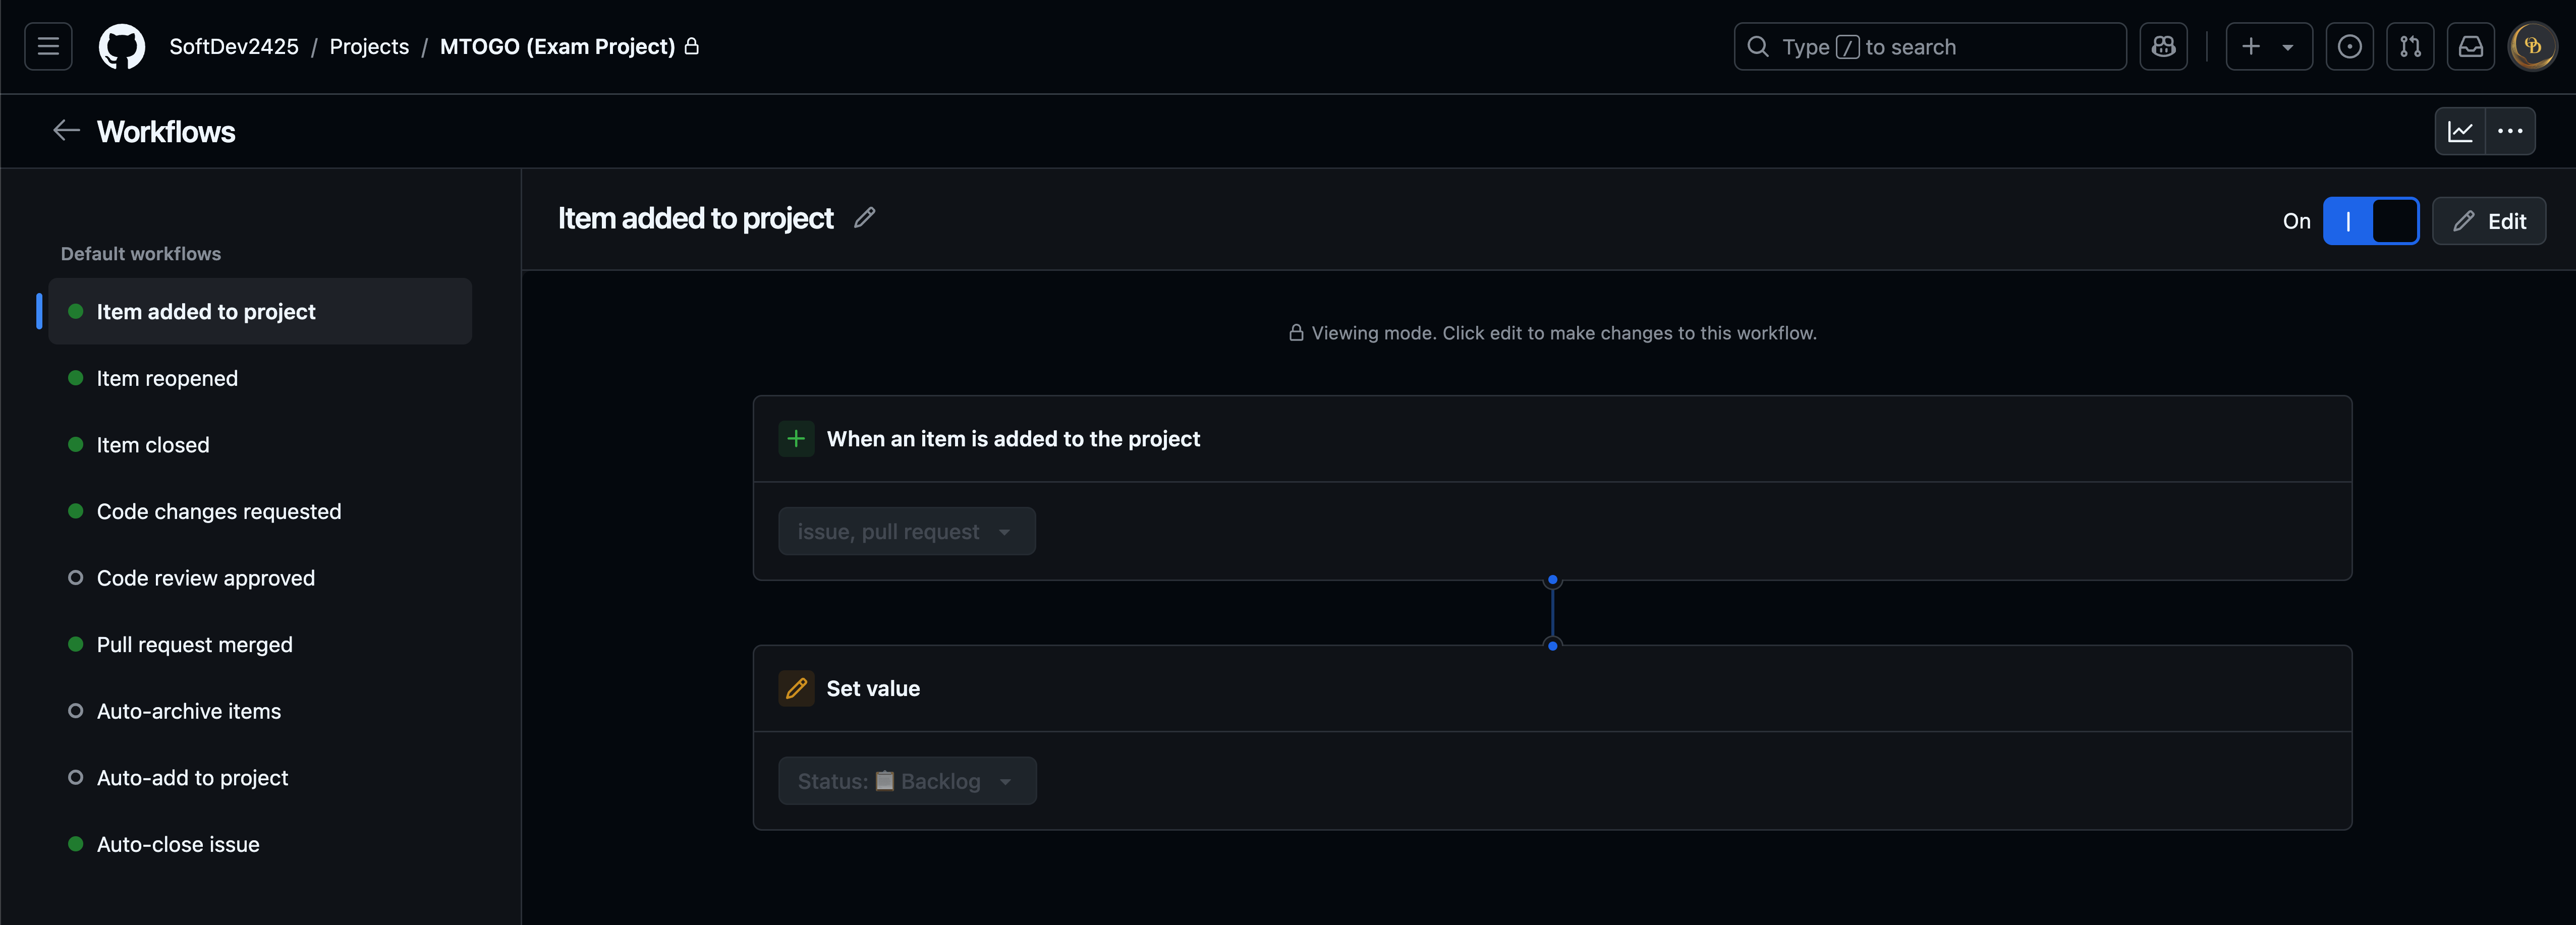 SoftDev2425 / Projects / MTOGO (Exam Project)
Type / to search
Workflows
Default workflows
Item added to project
Item reopened
Item closed
Code changes requested
Code review approved
Pull request merged
Auto-archive items
Auto-add to project
Auto-close issue
Item added to project
On
Edit
Viewing mode. Click edit to make changes to this workflow.
When an item is added to the project
issue, pull request
Set value
Status: 📋 Backlog